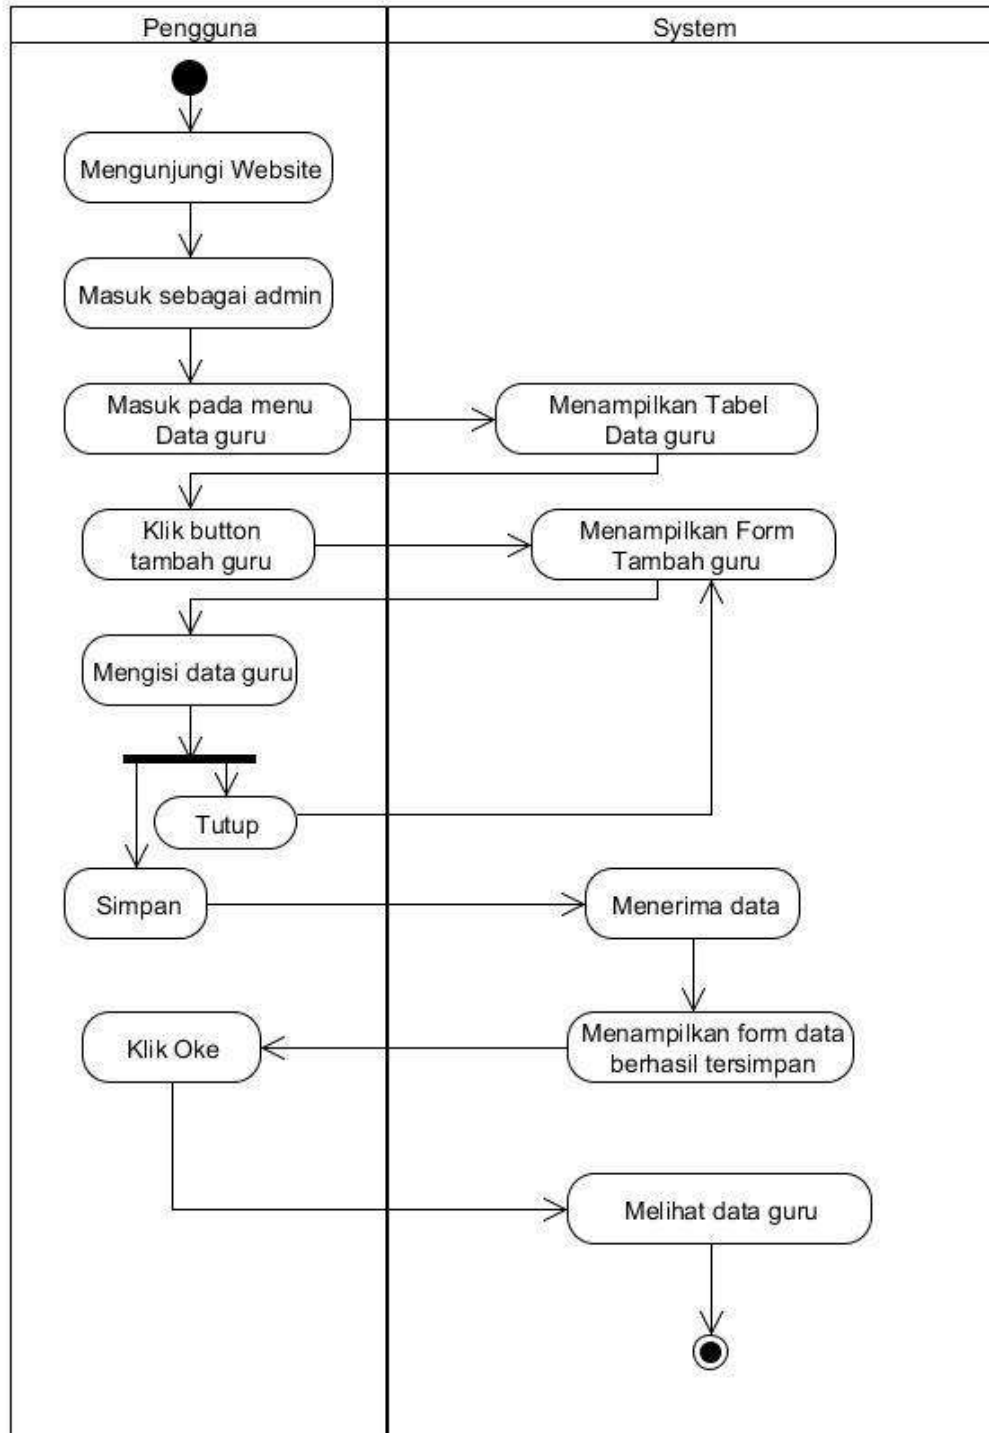 Pengguna
System
Mengunjungi Website
Masuk sebagai admin
Masuk pada menu
Data guru
Menampilkan Tabel
Data guru
Klik button
tambah guru
Menampilkan Form
Tambah guru
Mengisi data guru
Tutup
Simpan
Menerima data
Klik Oke
Menampilkan form data
berhasil tersimpan
Melihat data guru